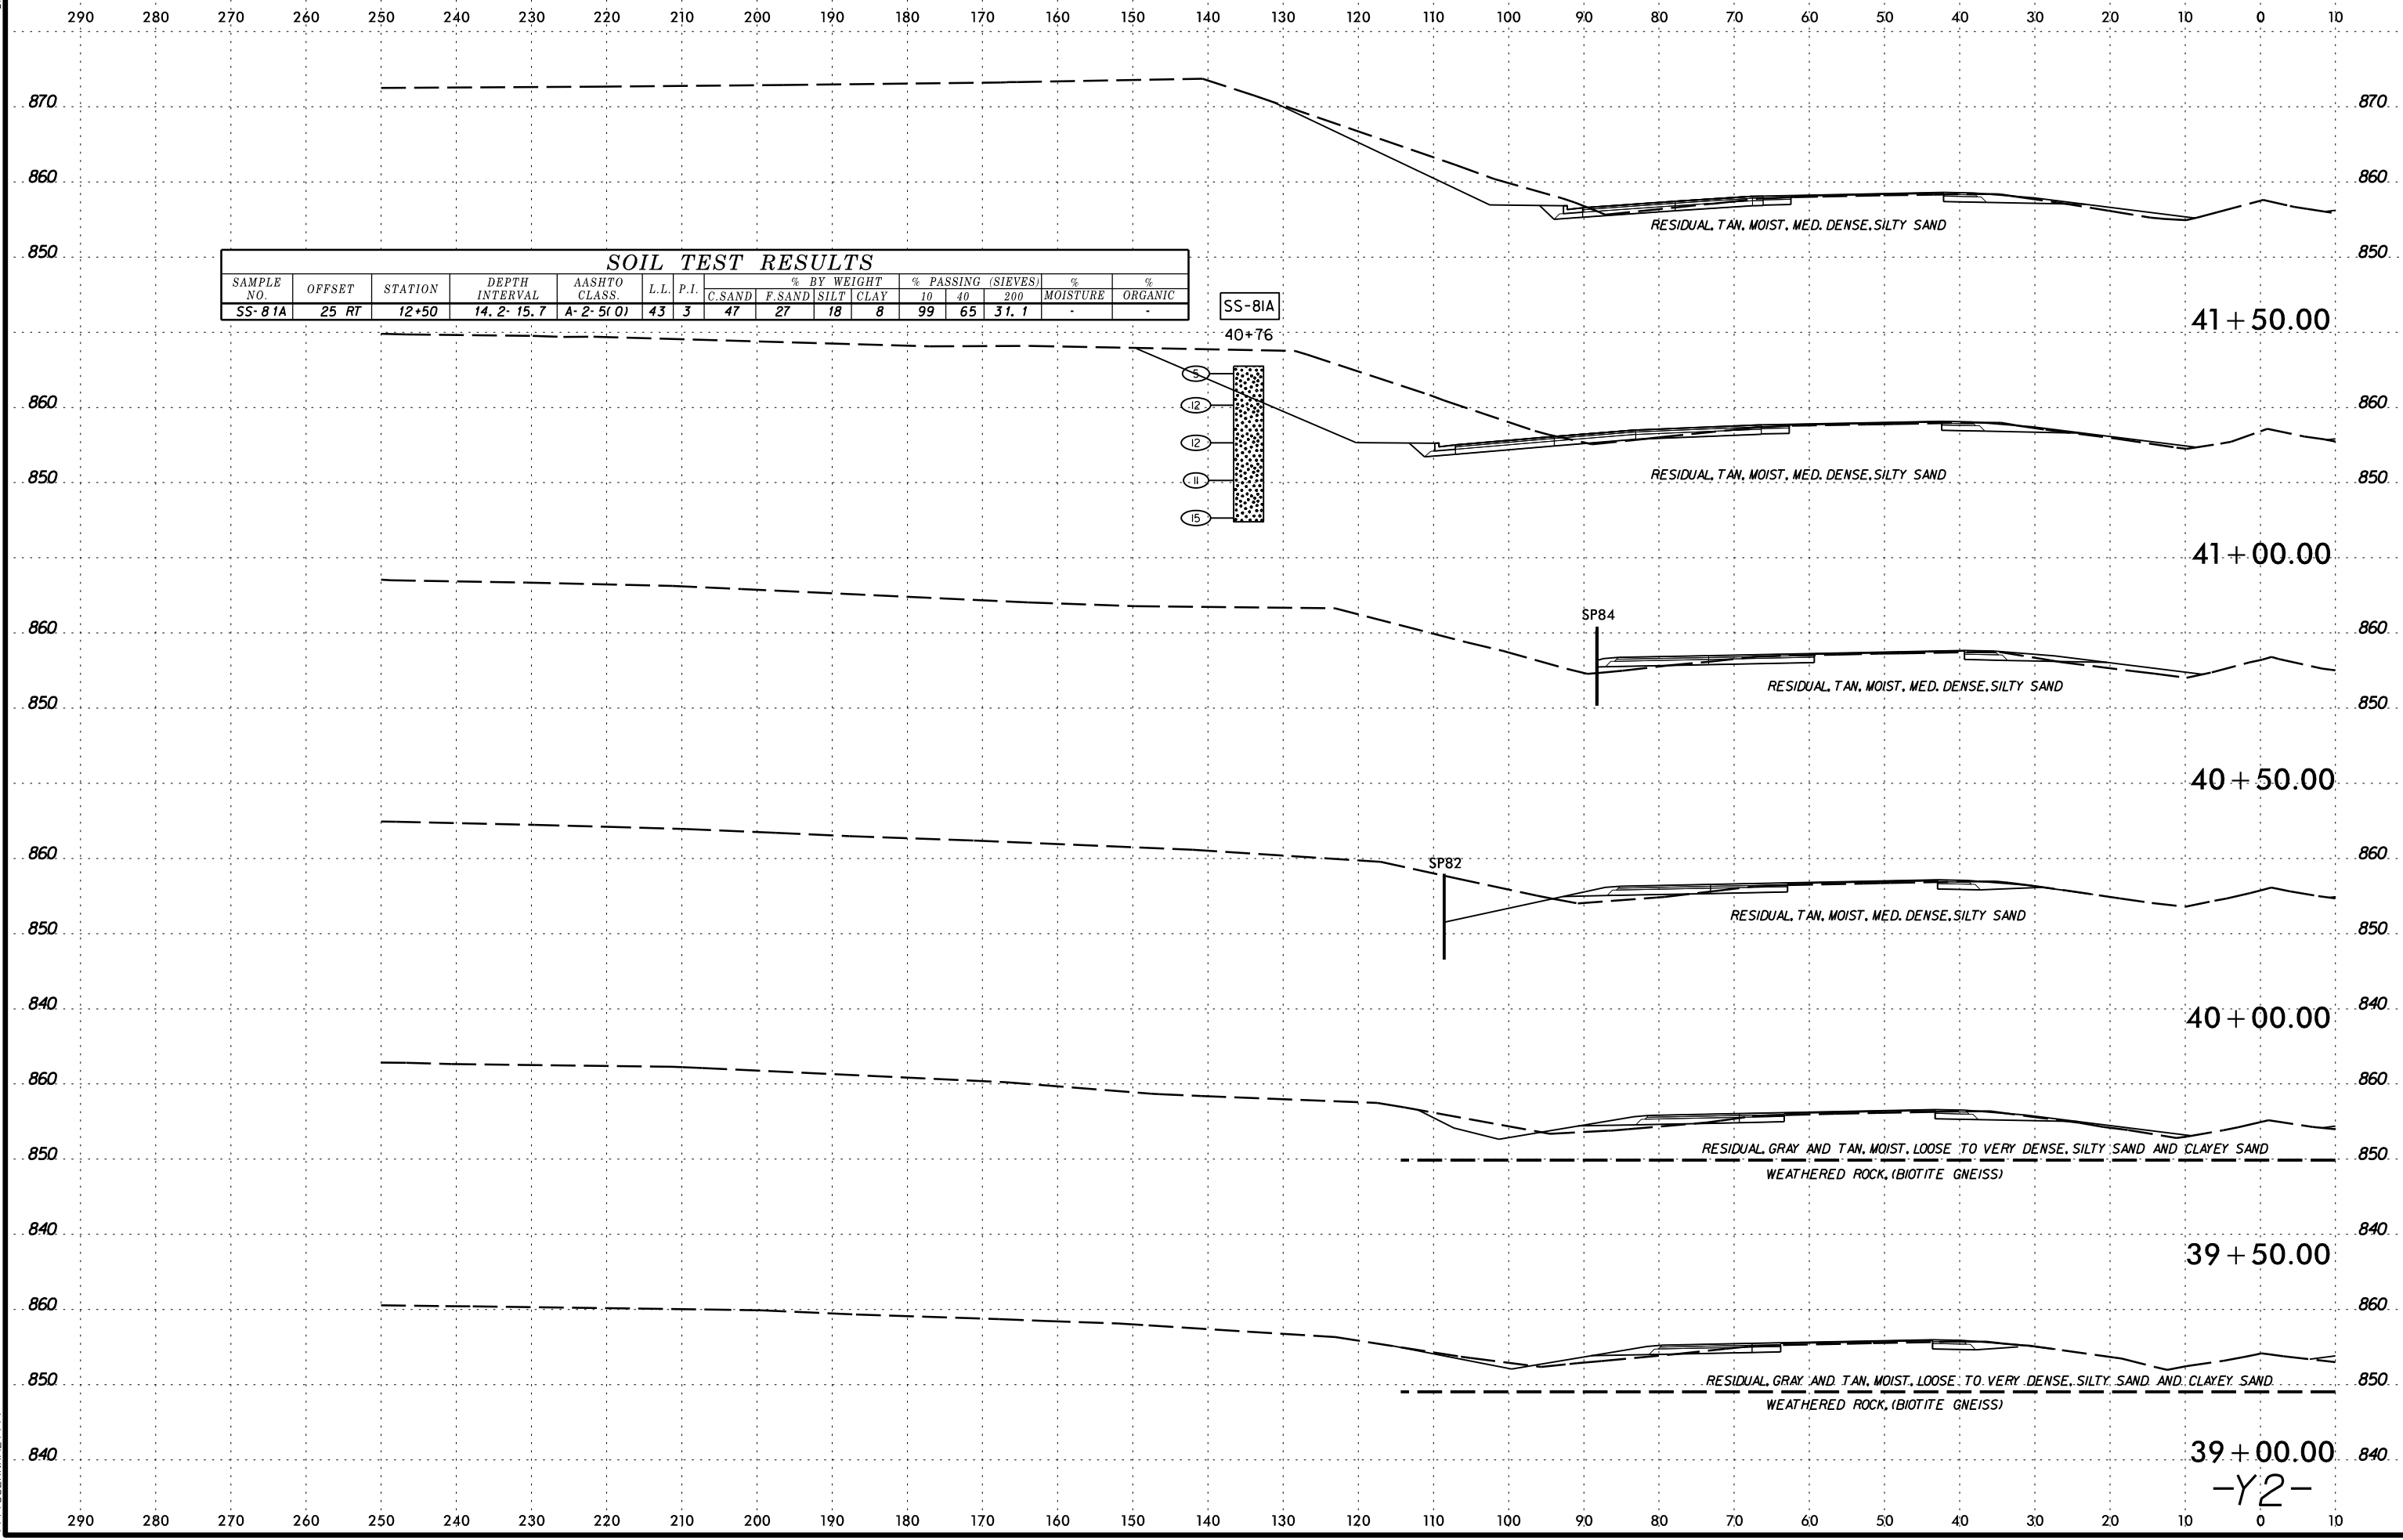 290 280 270 260 250 240 230 220 210 200 190 180 170 160 150 140 130 120 110 100 90 80 70 60 50 40 30 20 10 0 10
870 870
860 860
RESIDUAL, TAN, MOIST, MED. DENSE, SILTY SAND
850 850
SOIL TEST RESULTS
SAMPLE NO. OFFSET STATION DEPTH INTERVAL AASHTO CLASS. L.L. P.I. % BY WEIGHT % PASSING (SIEVES) % MOISTURE % ORGANIC
C.SAND F.SAND SILT CLAY 10 40 200
SS-81A 25 RT 12+50 14.2-15.7 A-2-5(0) 43 3 47 27 18 8 99 65 31.1 - -
SS-81A
41+50.00
40+76
5
12
860 860
12
RESIDUAL, TAN, MOIST, MED. DENSE, SILTY SAND
11
850 850
15
41+00.00
SP84
860 860
RESIDUAL, TAN, MOIST, MED. DENSE, SILTY SAND
850 850
40+50.00
860 860
SP82
RESIDUAL, TAN, MOIST, MED. DENSE, SILTY SAND
850 850
840 840
40+00.00
860 860
RESIDUAL, GRAY AND TAN, MOIST, LOOSE TO VERY DENSE, SILTY SAND AND CLAYEY SAND
850 850
WEATHERED ROCK, (BIOTITE GNEISS)
840 840
39+50.00
860 860
RESIDUAL, GRAY AND TAN, MOIST, LOOSE TO VERY DENSE, SILTY SAND AND CLAYEY SAND
850 850
WEATHERED ROCK, (BIOTITE GNEISS)
39+00.00
840 840
-Y2-
290 280 270 260 250 240 230 220 210 200 190 180 170 160 150 140 130 120 110 100 90 80 70 60 50 40 30 20 10 0 10